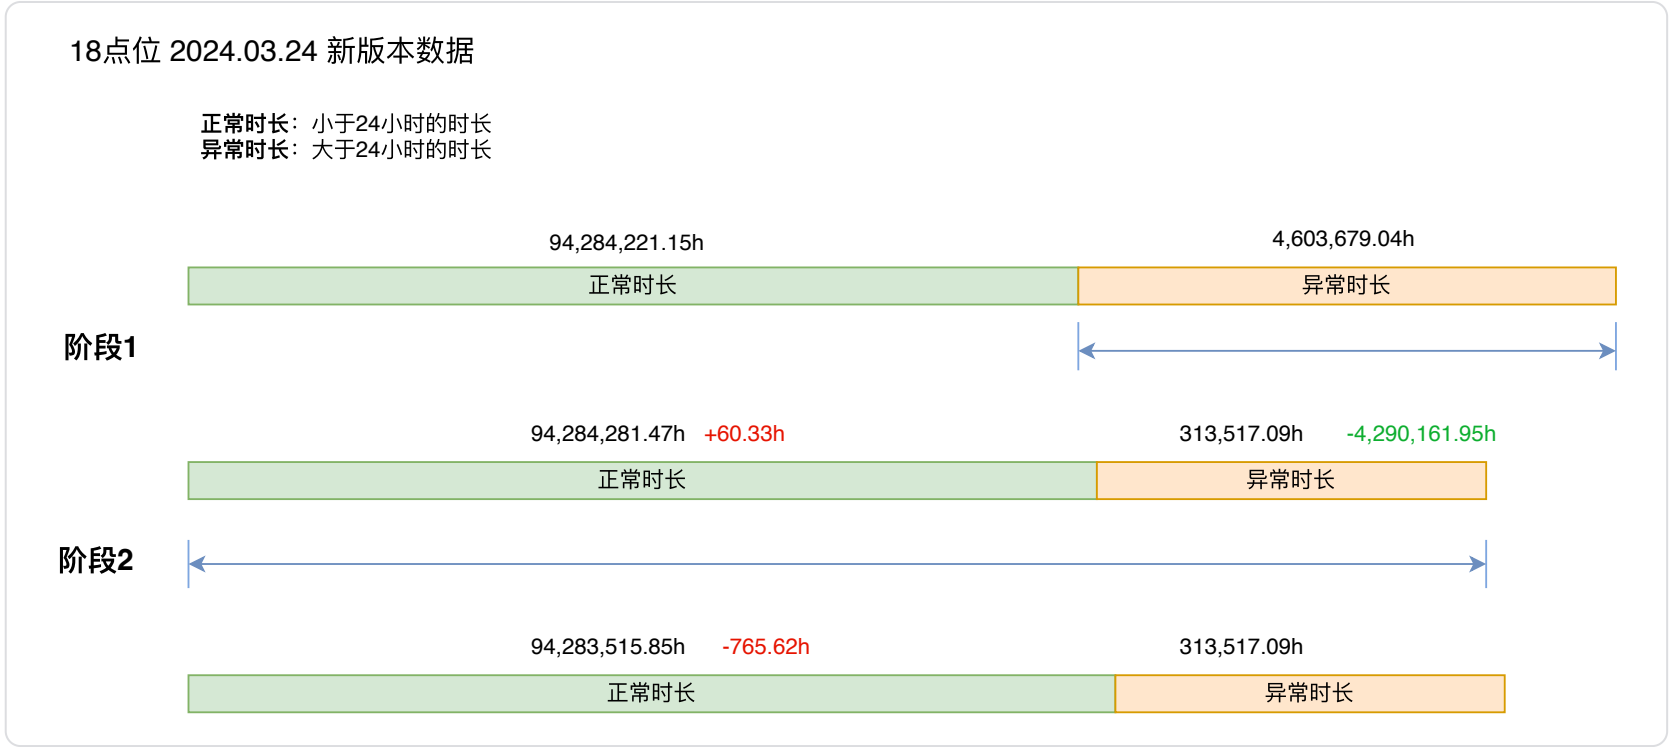 18点位 2024.03.24 新版本数据
正常时长：小于24小时的时长
异常时长：大于24小时的时长
94,284,221.15h 4,603,679.04h
正常时长 异常时长
阶段1
94,284,281.47h +60.33h 313,517.09h -4,290,161.95h
正常时长 异常时长
阶段2
94,283,515.85h -765.62h 313,517.09h
正常时长 异常时长